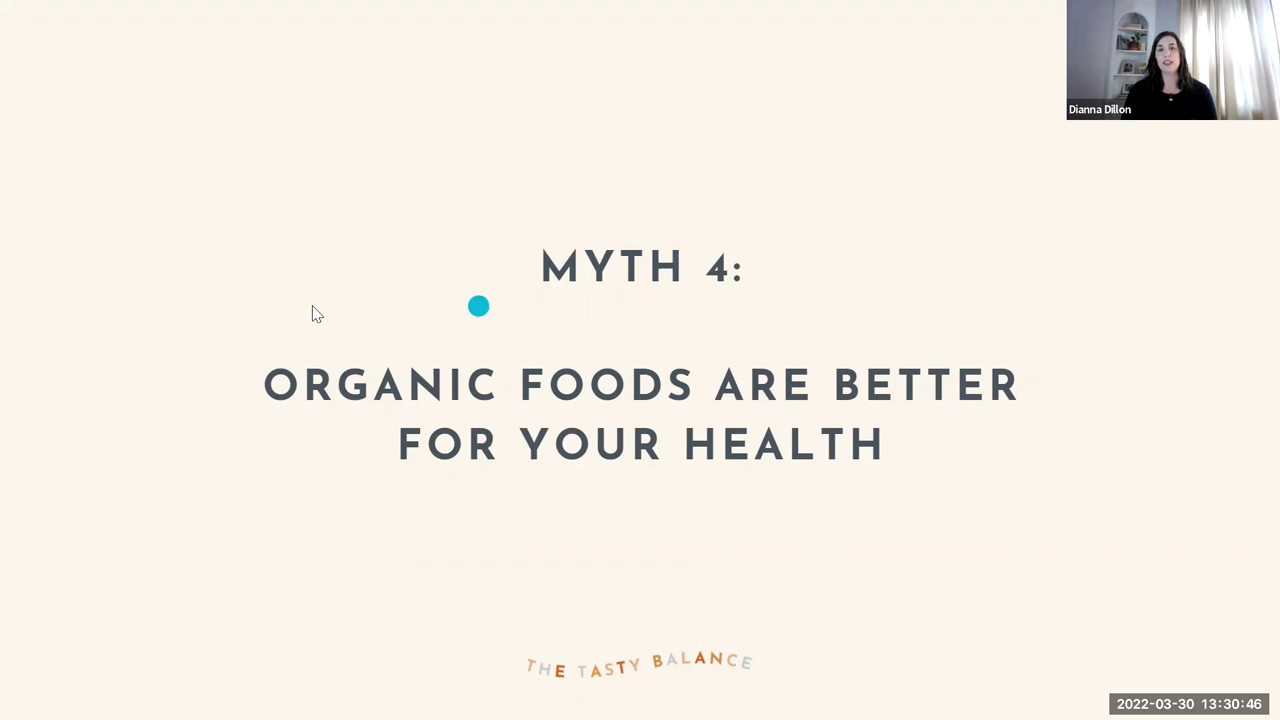 Dianna Dillon
MYTH 4:
ORGANIC FOODS ARE BETTER
FOR YOUR HEALTH
THE TASTY BALANCE
2022-03-30 13:30:46